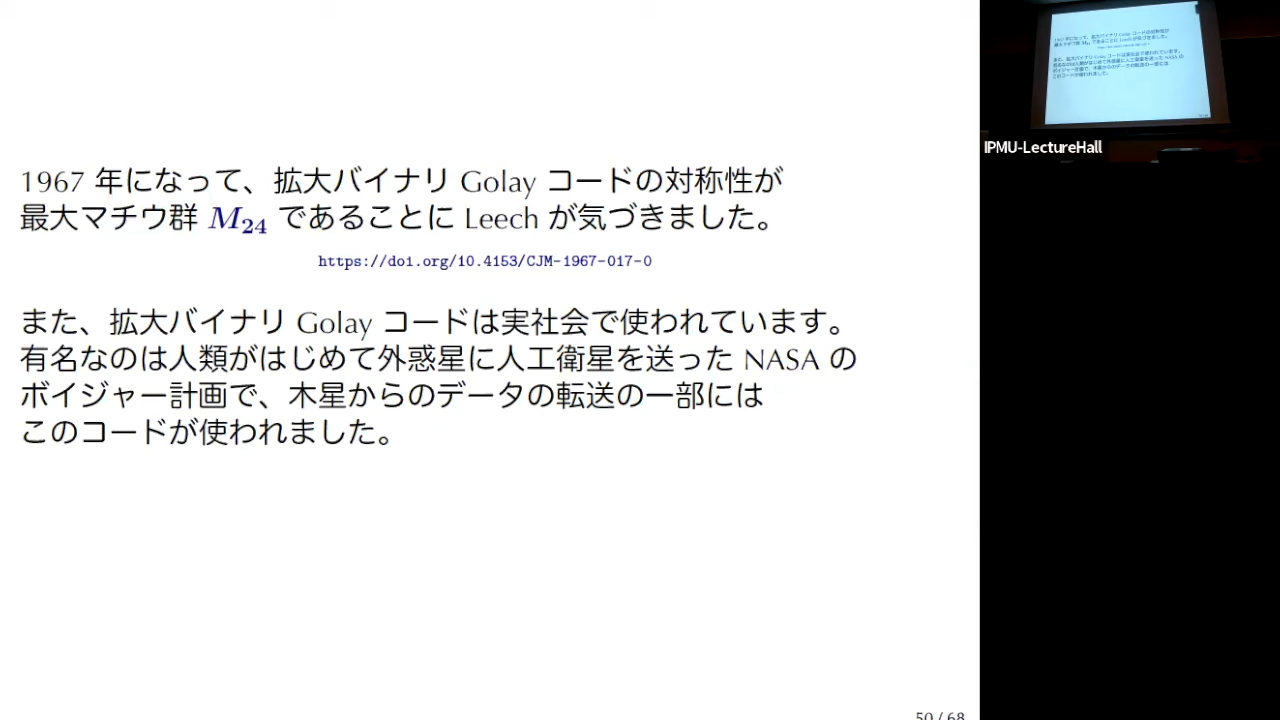 1967 年になって、拡大バイナリ Golay コードの対称性が
最大マチウ群 M24 であることに Leech が気づきました。
https://doi.org/10.4153/CJM-1967-017-0
また、拡大バイナリ Golay コードは実社会で使われています。
有名なのは人類がはじめて外惑星に人工衛星を送った NASA の
ボイジャー計画で、木星からのデータの転送の一部には
このコードが使われました。
50 / 68
IPMU-LectureHall